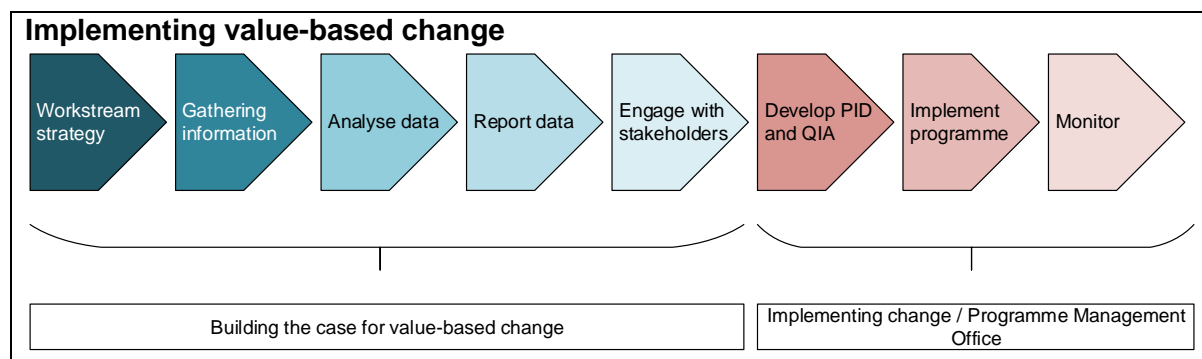 Implementing value-based change
Workstream
strategy
Gathering
information
Analyse data
Report data
Engage with
stakeholders
Develop PID
and QIA
Implement
programme
Monitor
Building the case for value-based change
Implementing change / Programme Management
Office